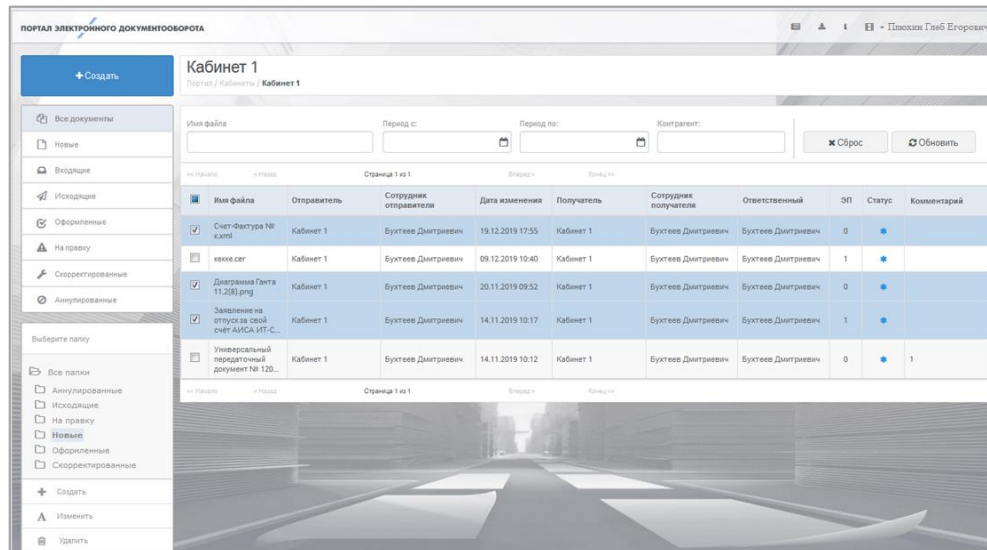 ПОРТАЛ ЭЛЕКТРОННОГО ДОКУМЕНТООБОРОТА
Плюхин Глеб Егорович
+ Создать
Кабинет 1
Портал / Кабинеты / Кабинет 1
Все документы
Новые
Входящие
Исходящие
Оформленные
На правку
Скорректированные
Аннулированные
Имя файла Период с: Период по: Контрагент:
Сброс Обновить
<< Начало < Назад Страница 1 из 1 Вперед > Конец >>
Имя файла Отправитель Сотрудник отправителя Дата изменения Получатель Сотрудник получателя Ответственный ЭП Статус Комментарий
Счет-Фактура №
к.xml Кабинет 1 Бухтеев Дмитриевич 19.12.2019 17:55 Кабинет 1 Бухтеев Дмитриевич Бухтеев Дмитриевич 0
.cer Кабинет 1 Бухтеев Дмитриевич 09.12.2019 10:40 Кабинет 1 Бухтеев Дмитриевич Бухтеев Дмитриевич 1
Диаграмма Ганта
11.2(8).png Кабинет 1 Бухтеев Дмитриевич 20.11.2019 09:52 Кабинет 1 Бухтеев Дмитриевич Бухтеев Дмитриевич 0
Заявление на
отпуск за свой
счёт АИСА ИТ-С... Кабинет 1 Бухтеев Дмитриевич 14.11.2019 10:17 Кабинет 1 Бухтеев Дмитриевич Бухтеев Дмитриевич 1
Универсальный
передаточный
документ № 120... Кабинет 1 Бухтеев Дмитриевич 14.11.2019 10:12 Кабинет 1 Бухтеев Дмитриевич Бухтеев Дмитриевич 0 1
<< Начало < Назад Страница 1 из 1 Вперед > Конец >>
Выберите папку
Все папки
Аннулированные
Исходящие
На правку
Новые
Оформленные
Скорректированные
Создать
Изменить
Удалить